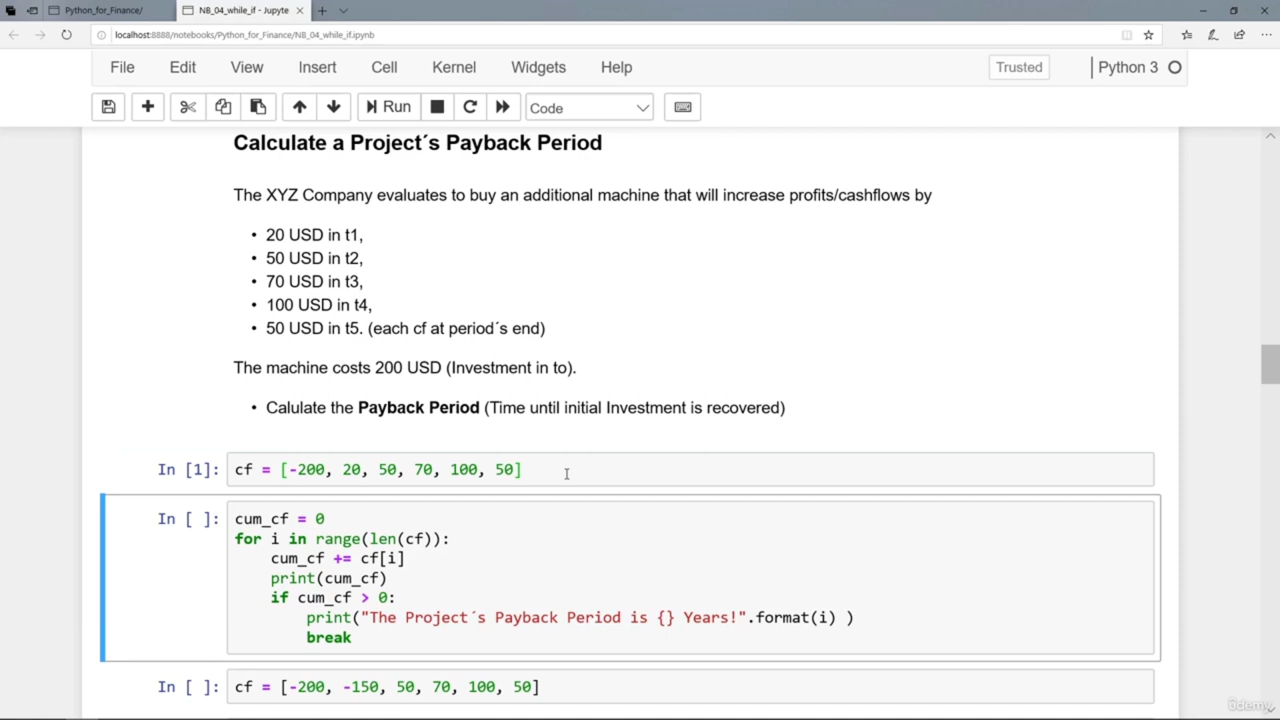 Python_for_Finance/
NB_04_while_if - Jupyte
localhost:8888/notebooks/Python_for_Finance/NB_04_while_if.ipynb
File Edit View Insert Cell Kernel Widgets Help
Trusted
Python 3
Run
Code
Calculate a Project´s Payback Period
The XYZ Company evaluates to buy an additional machine that will increase profits/cashflows by
• 20 USD in t1,
• 50 USD in t2,
• 70 USD in t3,
• 100 USD in t4,
• 50 USD in t5. (each cf at period´s end)
The machine costs 200 USD (Investment in to).
• Calulate the Payback Period (Time until initial Investment is recovered)
In [1]: cf = [-200, 20, 50, 70, 100, 50]
In [ ]: cum_cf = 0
for i in range(len(cf)):
cum_cf += cf[i]
print(cum_cf)
if cum_cf > 0:
print("The Project´s Payback Period is {} Years!".format(i) )
break
In [ ]: cf = [-200, -150, 50, 70, 100, 50]
Udemy